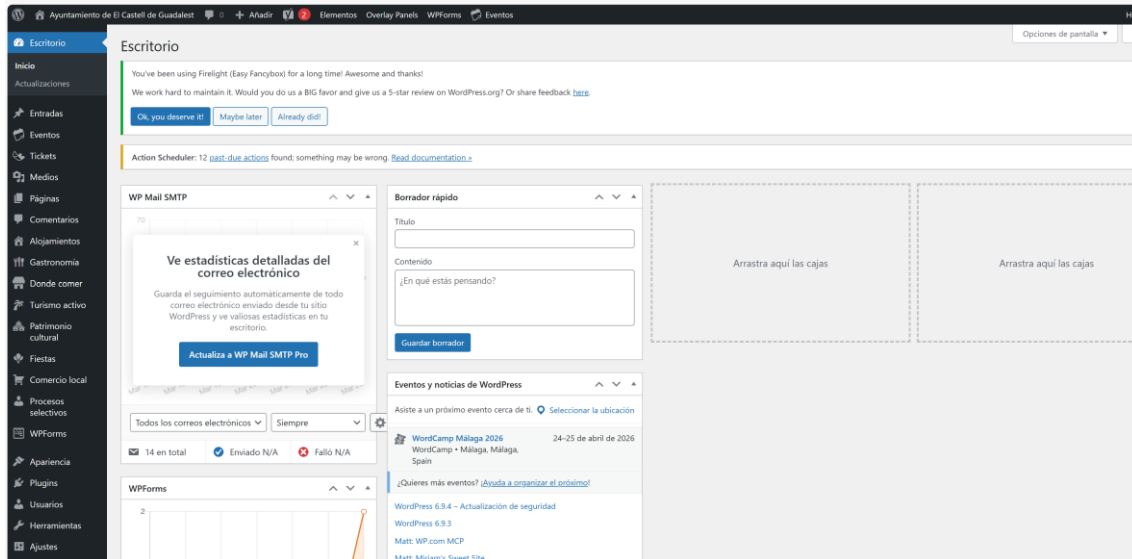 Ayuntamiento de El Castell de Guadalest 0 + Añadir 2 Elementos Overlay Panels WPForms Eventos
Escritorio
Inicio
Actualizaciones
Entradas
Eventos
Tickets
Medios
Páginas
Comentarios
Alojamientos
Gastronomía
Donde comer
Turismo activo
Patrimonio
cultural
Fiestas
Comercio local
Procesos
selectivos
WPForms
Apariencia
Plugins
Usuarios
Herramientas
Ajustes
Opciones de pantalla
Escritorio
You've been using Firelight (Easy Fancybox) for a long time! Awesome and thanks!
We work hard to maintain it. Would you do us a BIG favor and give us a 5-star review on WordPress.org? Or share feedback here.
Ok, you deserve it! Maybe later Already did!
Action Scheduler: 12 past-due actions found; something may be wrong. Read documentation »
WP Mail SMTP
70
×
Ve estadísticas detalladas del
correo electrónico
Guarda el seguimiento automáticamente de todo
correo electrónico enviado desde tu sitio
WordPress y ve valiosas estadísticas en tu
escritorio.
Actualiza a WP Mail SMTP Pro
Todos los correos electrónicos Siempre
14 en total Enviado N/A Falló N/A
WPForms
2
Borrador rápido
Título
Contenido
¿En qué estás pensando?
Guardar borrador
Eventos y noticias de WordPress
Asiste a un próximo evento cerca de ti. Seleccionar la ubicación
WordCamp Málaga 2026 24–25 de abril de 2026
WordCamp • Málaga, Málaga,
Spain
¿Quieres más eventos? ¡Ayuda a organizar el próximo!
WordPress 6.9.4 – Actualización de seguridad
WordPress 6.9.3
Matt: WP.com MCP
Matt: Miriam's Sweet Site
Arrastra aquí las cajas
Arrastra aquí las cajas